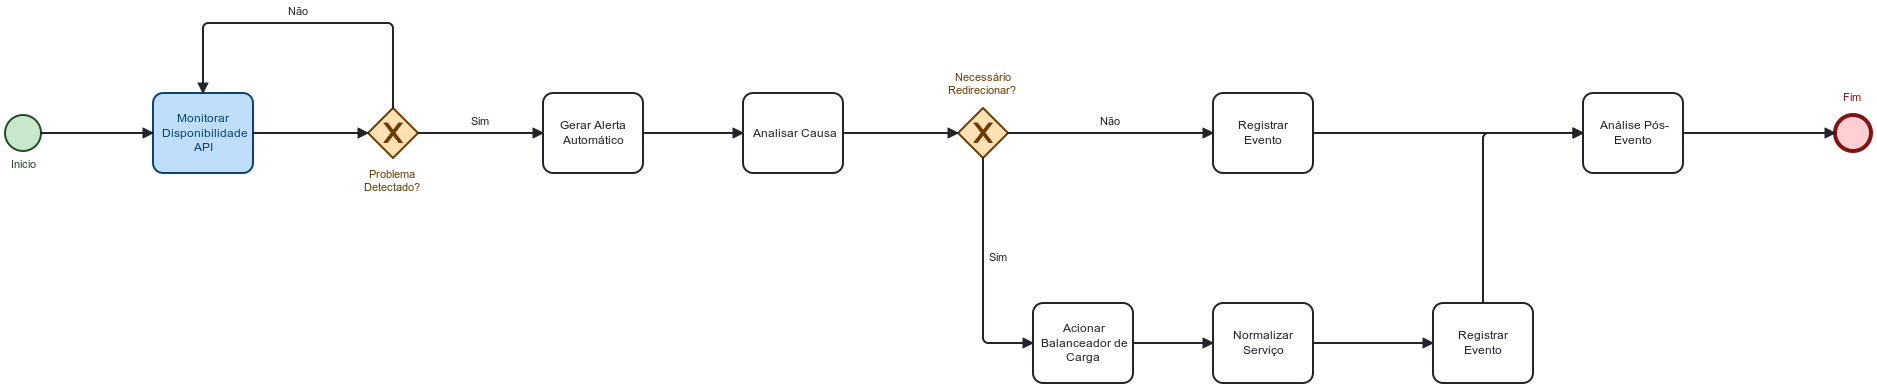 Não
Inicio
Monitorar
Disponibilidade
API
Problema
Detectado?
Sim
Gerar Alerta
Automático
Analisar Causa
Necessário
Redirecionar?
Não
Registrar
Evento
Análise Pós-
Evento
Fim
Sim
Acionar
Balanceador de
Carga
Normalizar
Serviço
Registrar
Evento